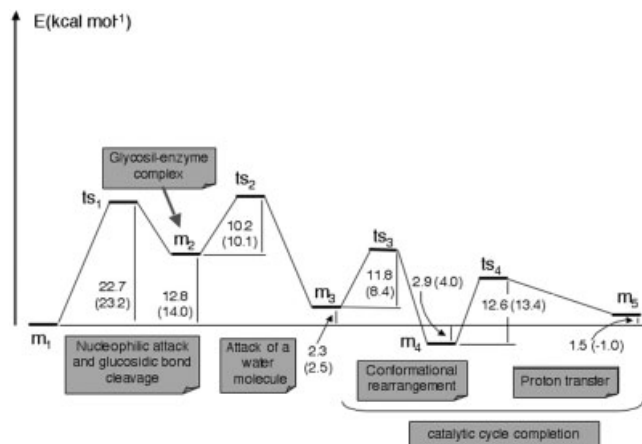 E(kcal mol-1)
Glycosil-enzyme
complex
ts1
ts2
m2
10.2
(10.1)
ts3
ts4
22.7
(23.2)
12.8
(14.0)
m3
11.8
(8.4)
2.9 (4.0)
12.6 (13.4)
m5
m1
2.3
(2.5)
m4
1.5 (-1.0)
Nucleophilic attack
and glucosidic bond
cleavage
Attack of a
water
molecule
Conformational
rearrangement
Proton transfer
catalytic cycle completion